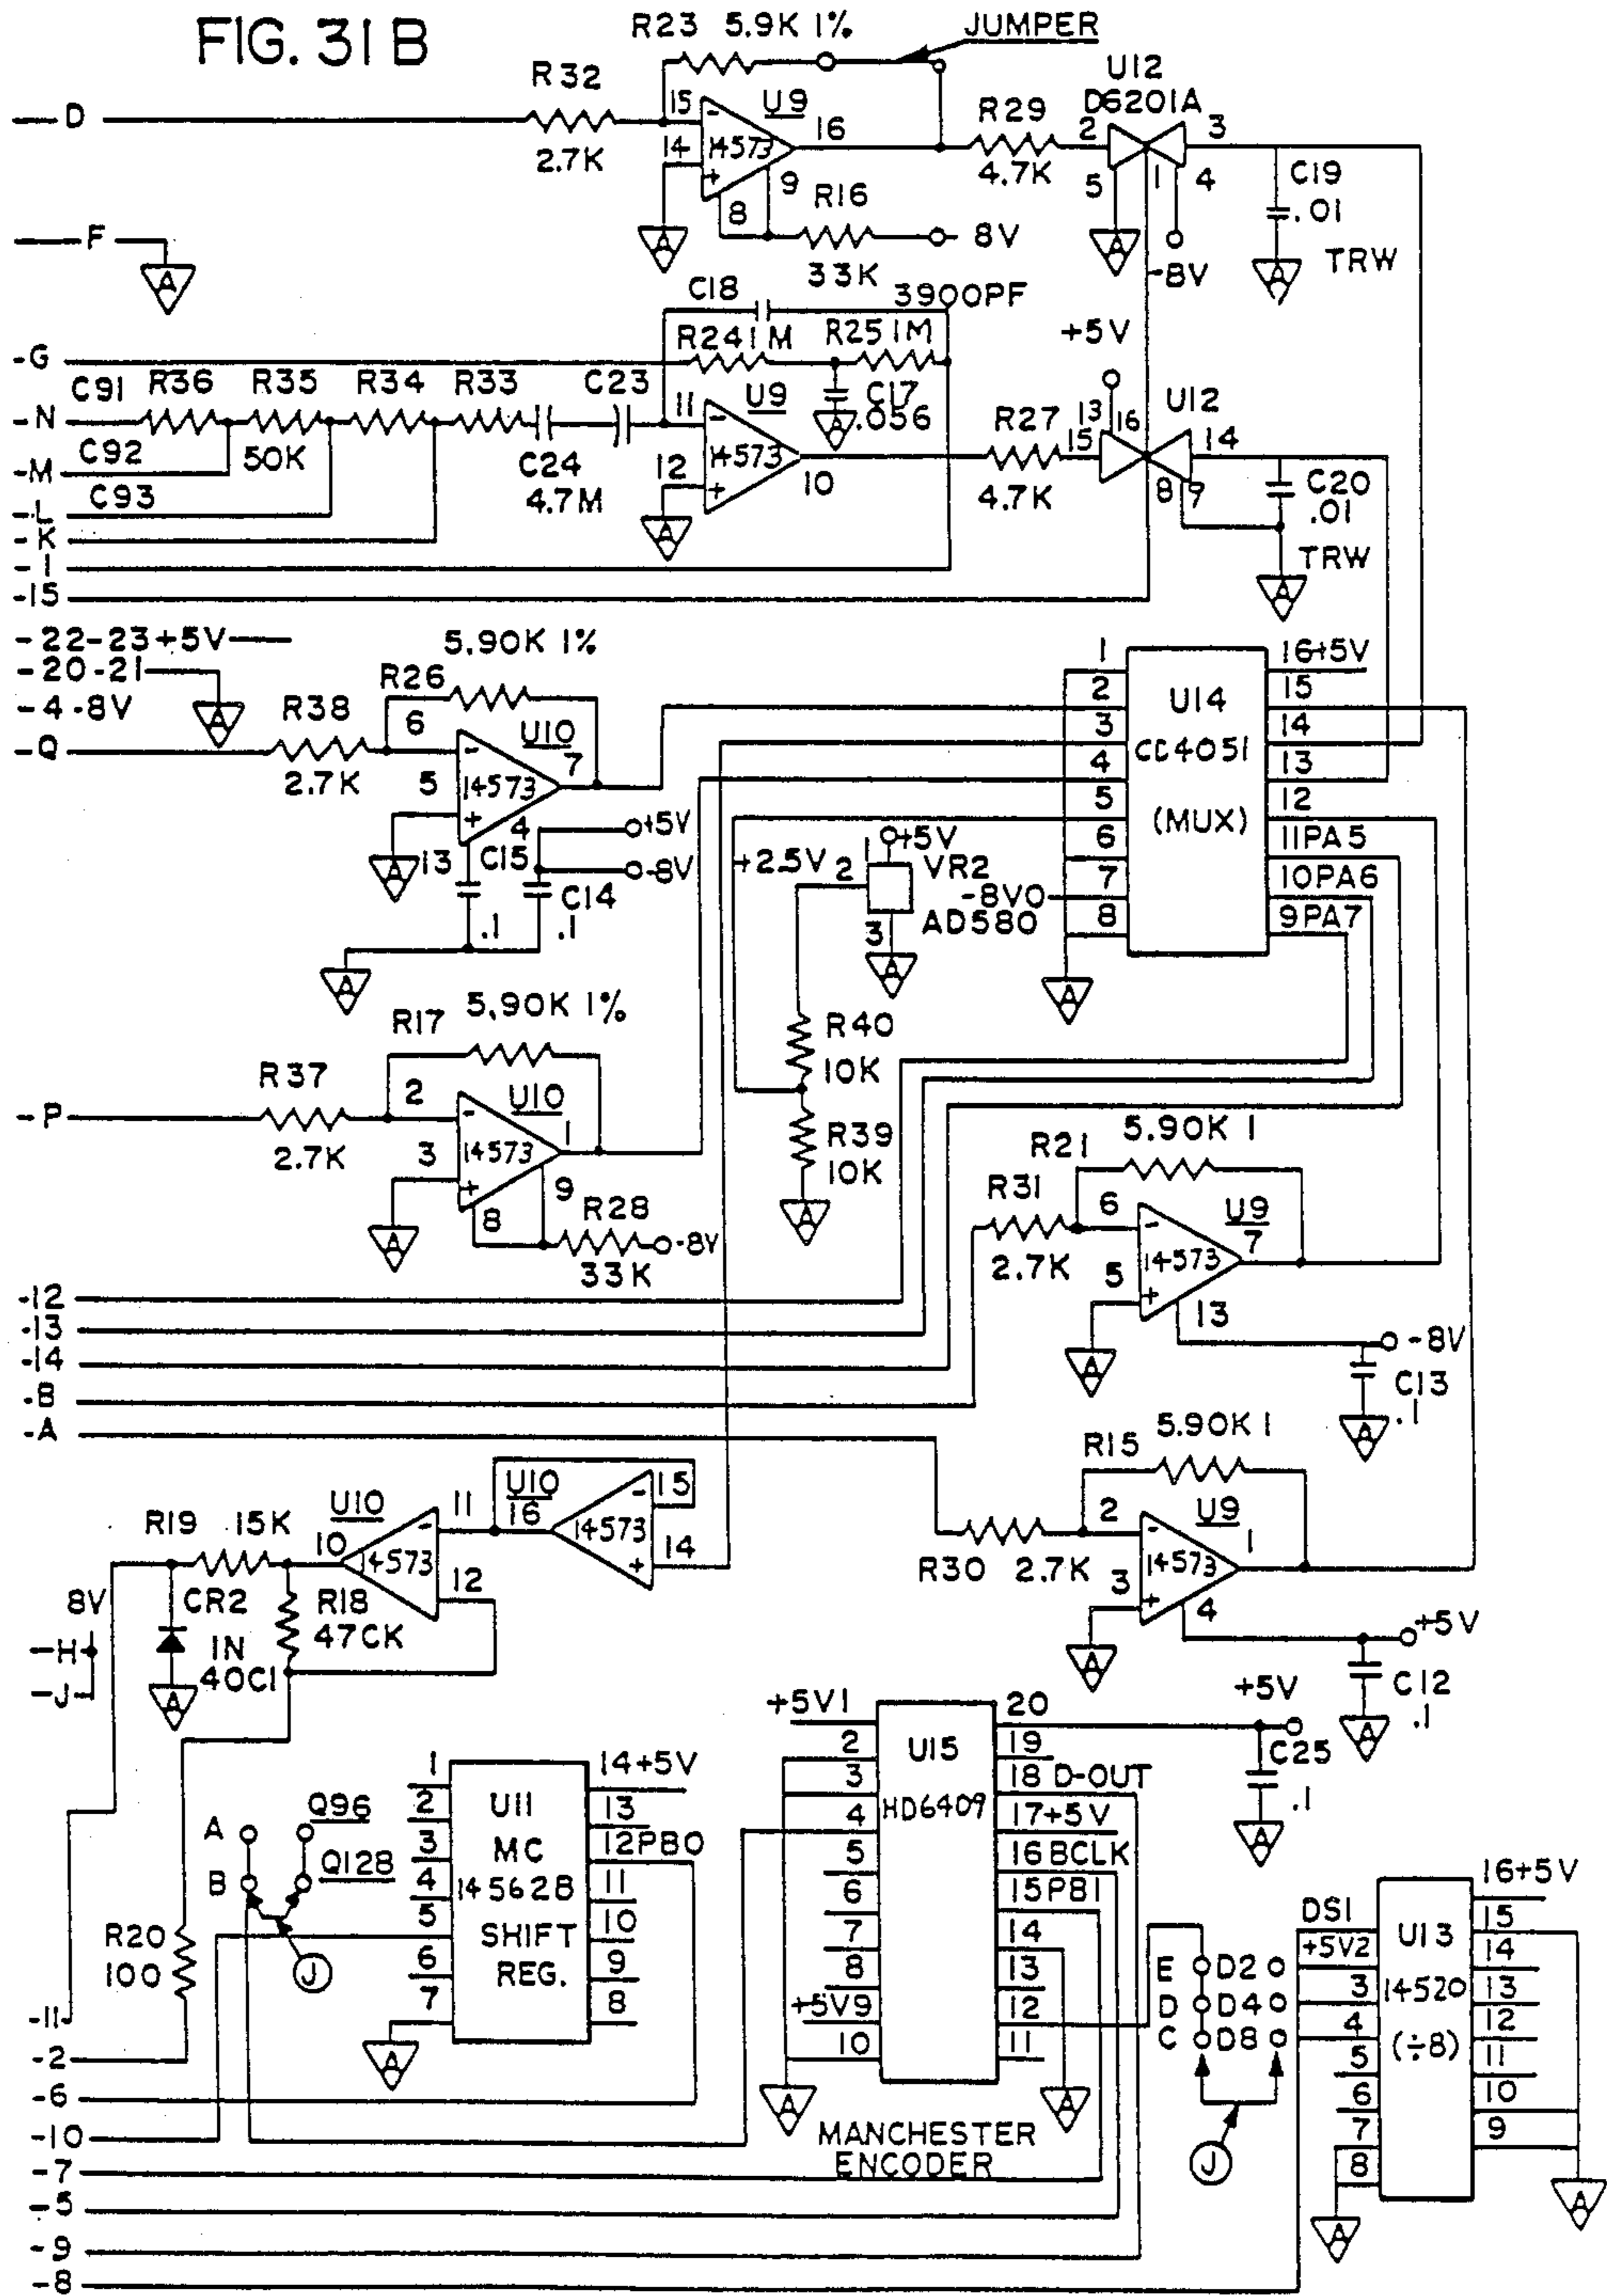 FIG. 31B
R23 5.9K 1%
JUMPER
R32
U12
D6201A
— D
15
U9
16
R29
2
3
2.7K
14
14573
-
+
9
8
R16
4.7K
5
1
4
C19
.01
— F
A
A
8V
33K
A
-8V
A
TRW
C18
3900PF
+5V
-G
R24 1M
R25 1M
C91
R36
R35
R34
R33
C23
11
U9
C17
.056
A
R27
13
16
U12
-N
15
14
C92
50K
C24
4.7M
12
14573
-
+
10
4.7K
8
9
C20
.01
-M
C93
-L
-K
A
-I
TRW
-15
A
-22-23+5V
5.90K 1%
-20-21
A
-4-8V
R38
R26
6
U10
7
-Q
2.7K
5
14573
-
+
4
A
13
C15
.1
C14
.1
+5V
-8V
A
1
2
3
4
5
6
7
8
U14
CD4051
(MUX)
16+5V
15
14
13
12
11PA5
10PA6
9PA7
+2.5V
2
1
+5V
VR2
-8VO
AD580
3
A
A
5.90K 1%
R17
R40
10K
R37
2
U10
1
-P
2.7K
3
14573
-
+
9
8
R28
-8V
33K
A
R39
10K
A
5.90K 1
R21
R31
6
U9
7
2.7K
5
14573
-
+
13
-8V
A
C13
.1
A
-12
-13
-14
-B
-A
5.90K 1
R15
2
U9
1
R30 2.7K
3
14573
-
+
4
+5V
A
C12
.1
A
R19
15K
U10
10
11
14573
-
+
12
U10
16
14573
-
+
15
14
8V
CR2
1N
40C1
A
R18
47CK
-H
-J
+5V1
2
3
4
5
6
7
8
+5V9
10
U15
HD6409
20
19
18 D-OUT
17+5V
16 BCLK
15 PB1
14
13
12
11
+5V
C25
.1
A
A
A
MANCHESTER
ENCODER
A
B
Q96
Q128
J
1
2
3
4
5
6
7
U11
MC
145628
SHIFT
REG.
14+5V
13
12PB0
11
10
9
8
A
R20
100
E
D2
D
D4
C
D8
J
DS1
+5V2
3
4
5
6
7
8
U13
14520
(÷8)
16+5V
15
14
13
12
11
10
9
A
A
-11
-2
-6
-10
-7
-5
-9
-8